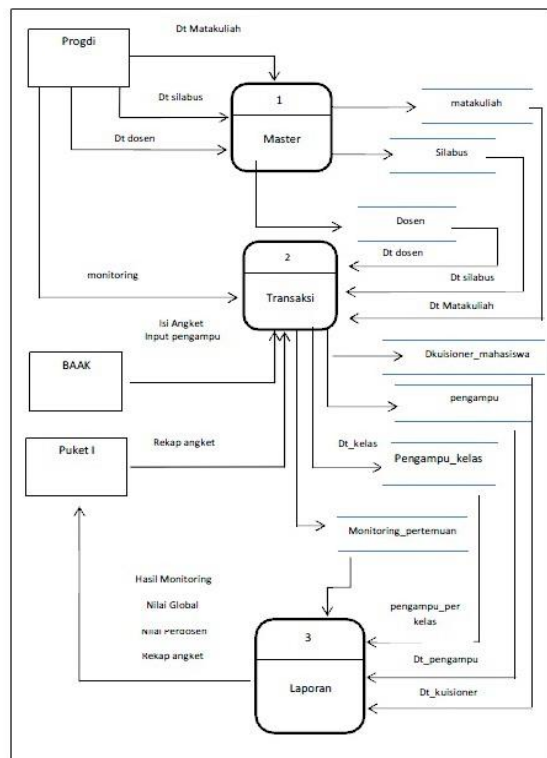 Dt Matakuliah
Progdi
Dt silabus
1
matakuliah
Dt dosen
Master
Silabus
Dosen
2
Dt dosen
monitoring
Dt silabus
Transaksi
Dt Matakuliah
Isi Angket
Input pengampu
BAAK
Dkuisioner_mahasiswa
pengampu
Puket I
Rekap angket
Dt_kelas
Pengampu_kelas
Monitoring_pertemuan
Hasil Monitoring
Nilai Global
pengampu_per
kelas
Nilai Perdosen
3
Rekap angket
Dt_pengampu
Laporan
Dt_kuisioner